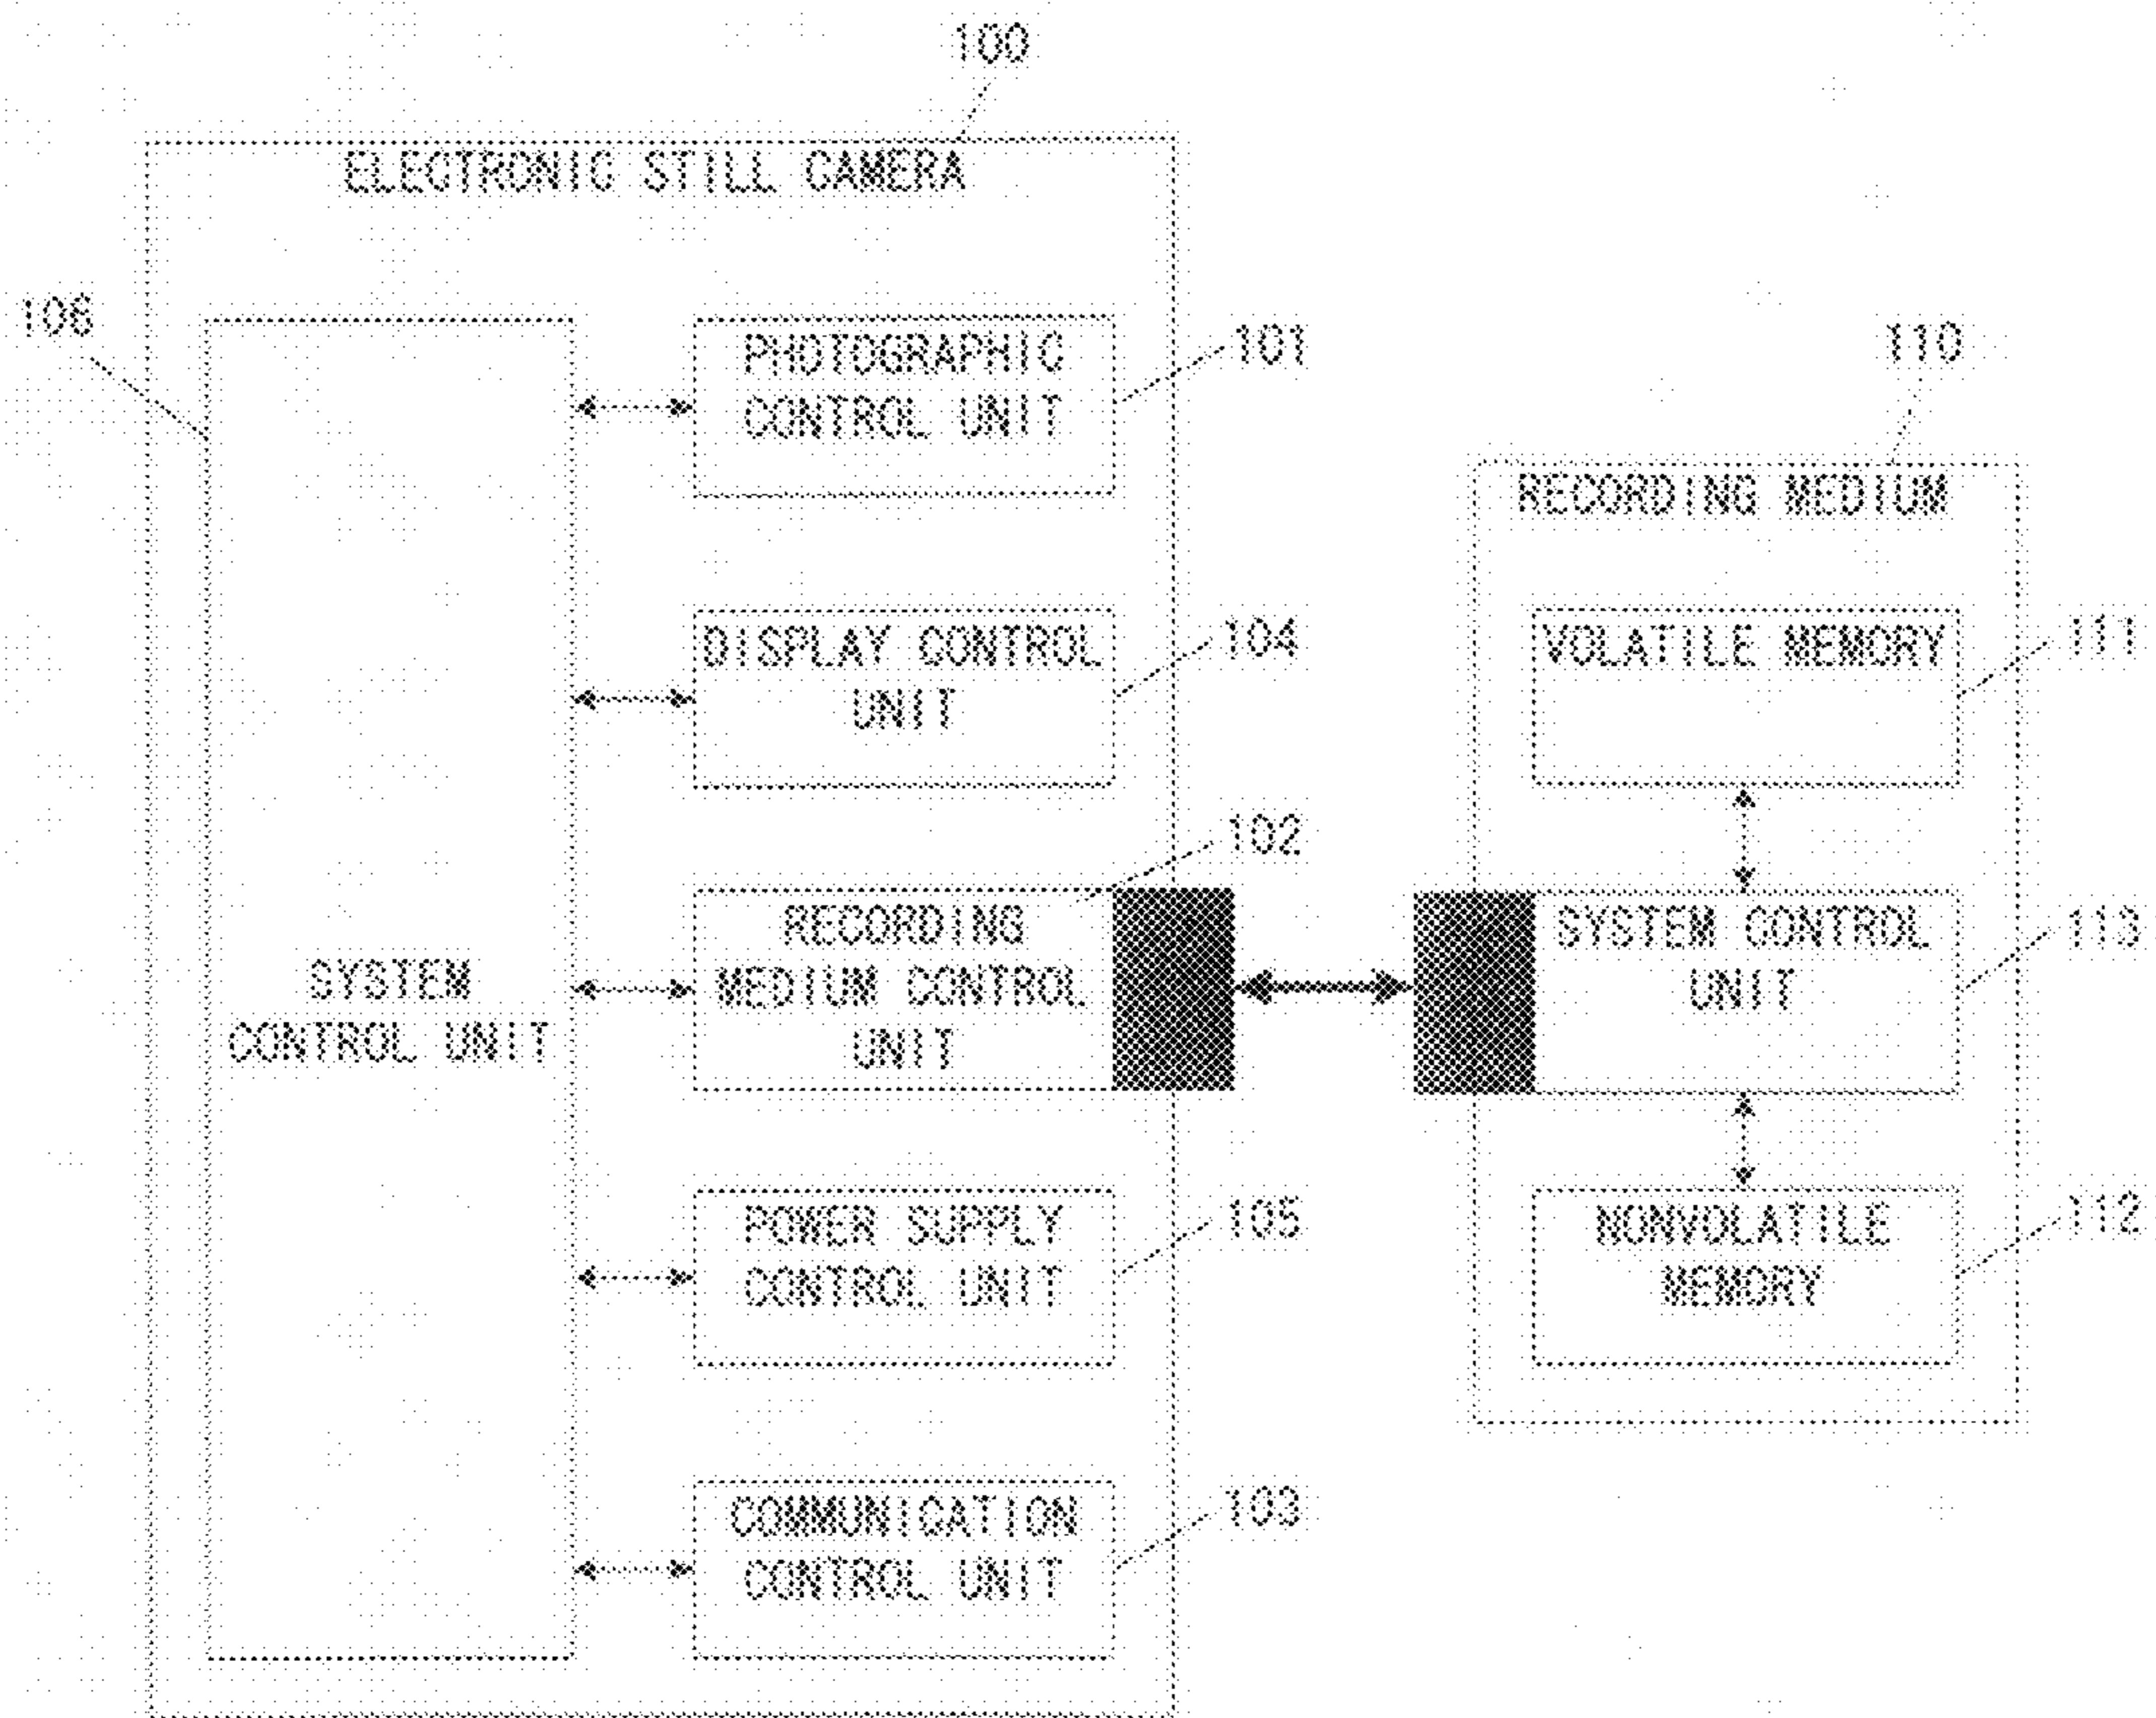 100
ELECTRONIC STILL CAMERA
106
PHOTOGRAPHIC
CONTROL UNIT
101
110
RECORDING MEDIUM
DISPLAY CONTROL
UNIT
104
VOLATILE MEMORY
111
102
RECORDING
MEDIUM CONTROL
UNIT
SYSTEM CONTROL
UNIT
113
SYSTEM
CONTROL UNIT
POWER SUPPLY
CONTROL UNIT
105
NONVOLATILE
MEMORY
112
COMMUNICATION
CONTROL UNIT
103